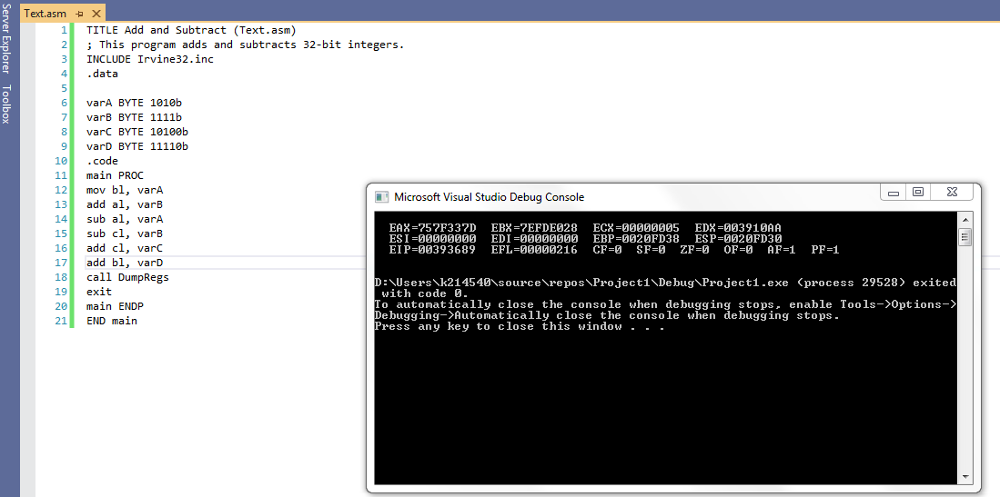 Server Explorer
Toolbox
Text.asm
1 TITLE Add and Subtract (Text.asm)
2 ; This program adds and subtracts 32-bit integers.
3 INCLUDE Irvine32.inc
4 .data
5
6 varA BYTE 1010b
7 varB BYTE 1111b
8 varC BYTE 10100b
9 varD BYTE 11110b
10 .code
11 main PROC
12 mov bl, varA
13 add al, varB
14 sub al, varA
15 sub cl, varB
16 add cl, varC
17 add bl, varD
18 call DumpRegs
19 exit
20 main ENDP
21 END main
Microsoft Visual Studio Debug Console
EAX=757F337D EBX=7EFDE028 ECX=00000005 EDX=003910AA
ESI=00000000 EDI=00000000 EBP=0020FD38 ESP=0020FD30
EIP=00393689 EFL=00000216 CF=0 SF=0 ZF=0 OF=0 AF=1 PF=1
D:\Users\k214540\source\repos\Project1\Debug\Project1.exe (process 29528) exited
with code 0.
To automatically close the console when debugging stops, enable Tools->Options->
Debugging->Automatically close the console when debugging stops.
Press any key to close this window . . .